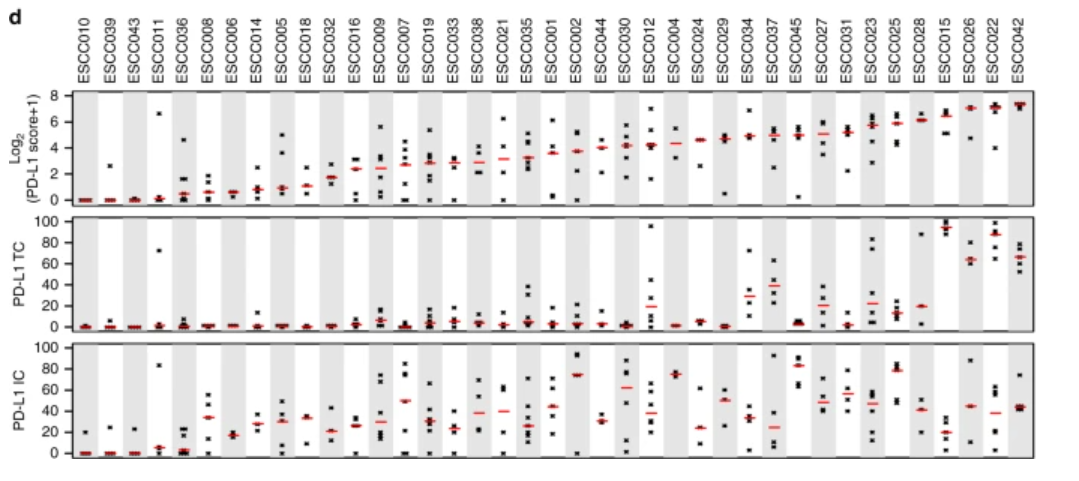 d
ESCC010
ESCC039
ESCC043
ESCC011
ESCC036
ESCC008
ESCC006
ESCC014
ESCC005
ESCC018
ESCC032
ESCC016
ESCC009
ESCC007
ESCC019
ESCC033
ESCC038
ESCC021
ESCC035
ESCC001
ESCC002
ESCC044
ESCC030
ESCC012
ESCC004
ESCC024
ESCC029
ESCC034
ESCC037
ESCC045
ESCC027
ESCC031
ESCC023
ESCC025
ESCC028
ESCC015
ESCC026
ESCC022
ESCC042
Log2
(PD-L1 score+1)
8
6
4
2
0
PD-L1 TC
100
80
60
40
20
0
PD-L1 IC
100
80
60
40
20
0